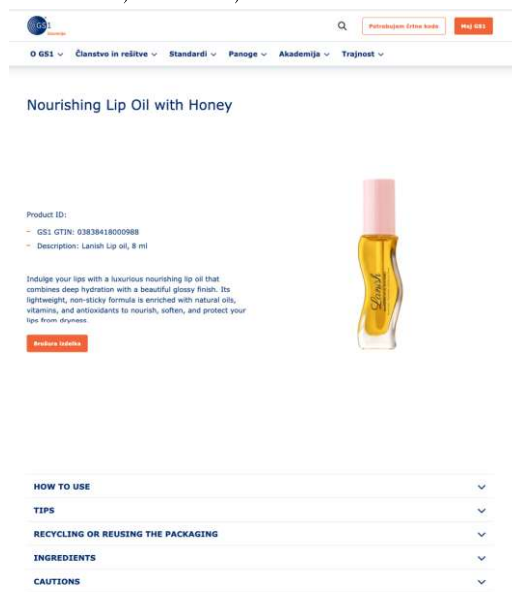 GS1
Slovenija
Potrebujem črtno kodo
Moj GS1
O GS1
Članstvo in rešitve
Standardi
Panoge
Akademija
Trajnost
Nourishing Lip Oil with Honey
Product ID:
– GS1 GTIN: 03838418000988
– Description: Lanish Lip oil, 8 ml
Indulge your lips with a luxurious nourishing lip oil that
combines deep hydration with a beautiful glossy finish. Its
lightweight, non-sticky formula is enriched with natural oils,
vitamins, and antioxidants to nourish, soften, and protect your
lips from dryness.
Brošura izdelka
Lanish
HOW TO USE
TIPS
RECYCLING OR REUSING THE PACKAGING
INGREDIENTS
CAUTIONS